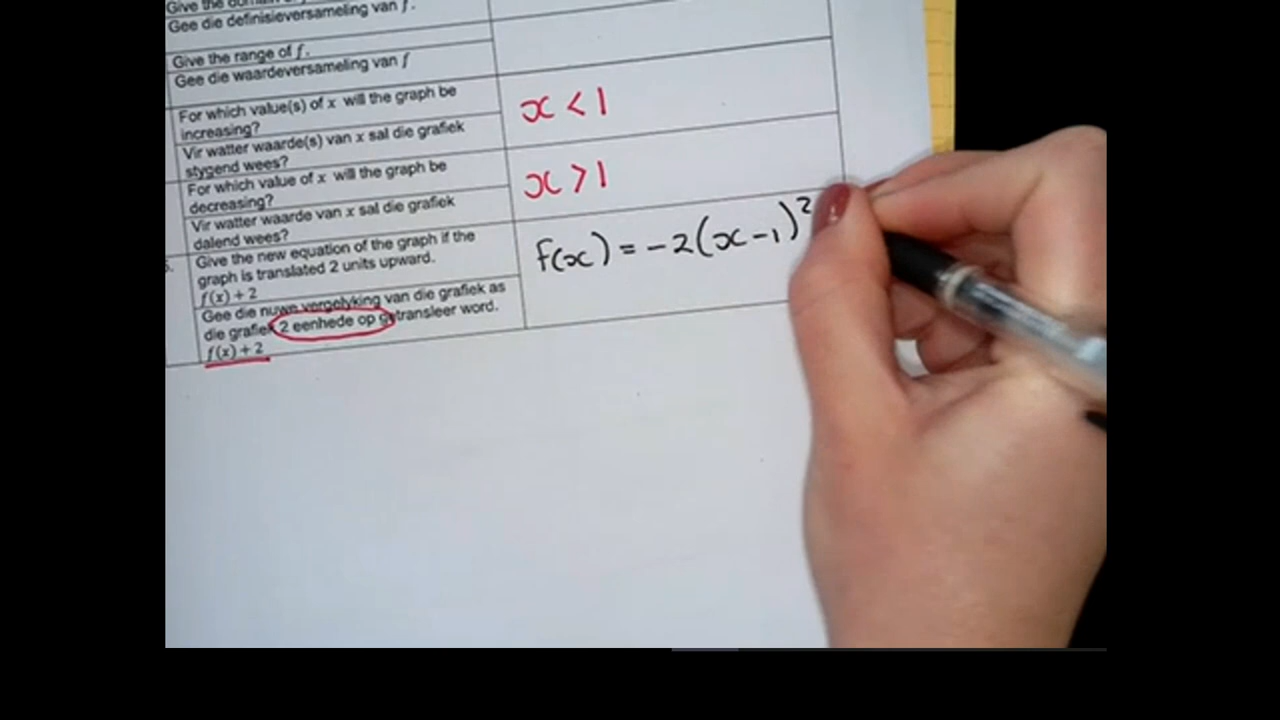 Give the domain
Gee die definisieversameling van f.
Give the range of f.
Gee die waardeversameling van f
For which value(s) of x will the graph be
increasing?
x < 1
Vir watter waarde(s) van x sal die grafiek
stygend wees?
For which value of x will the graph be
decreasing?
x > 1
Vir watter waarde van x sal die grafiek
dalend wees?
Give the new equation of the graph if the
graph is translated 2 units upward.
f(x) + 2
f(x) = -2(x-1)²
Gee die nuwe vergelyking van die grafiek as
die grafiek 2 eenhede op getransleer word.
f(x) + 2